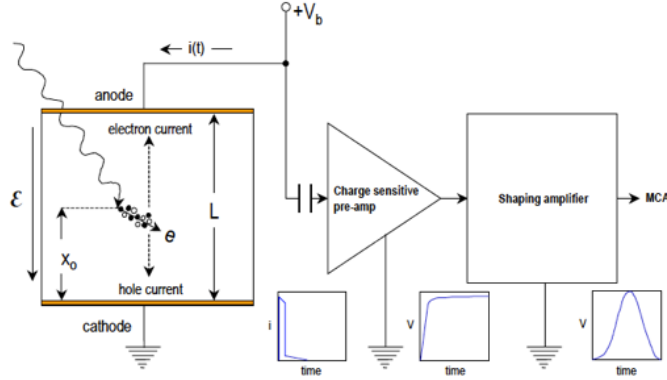 +V_b
i(t)
anode
electron current
ℰ
L
x_o
e
hole current
cathode
Charge sensitive
pre-amp
Shaping amplifier
MCA
i
time
V
time
V
time